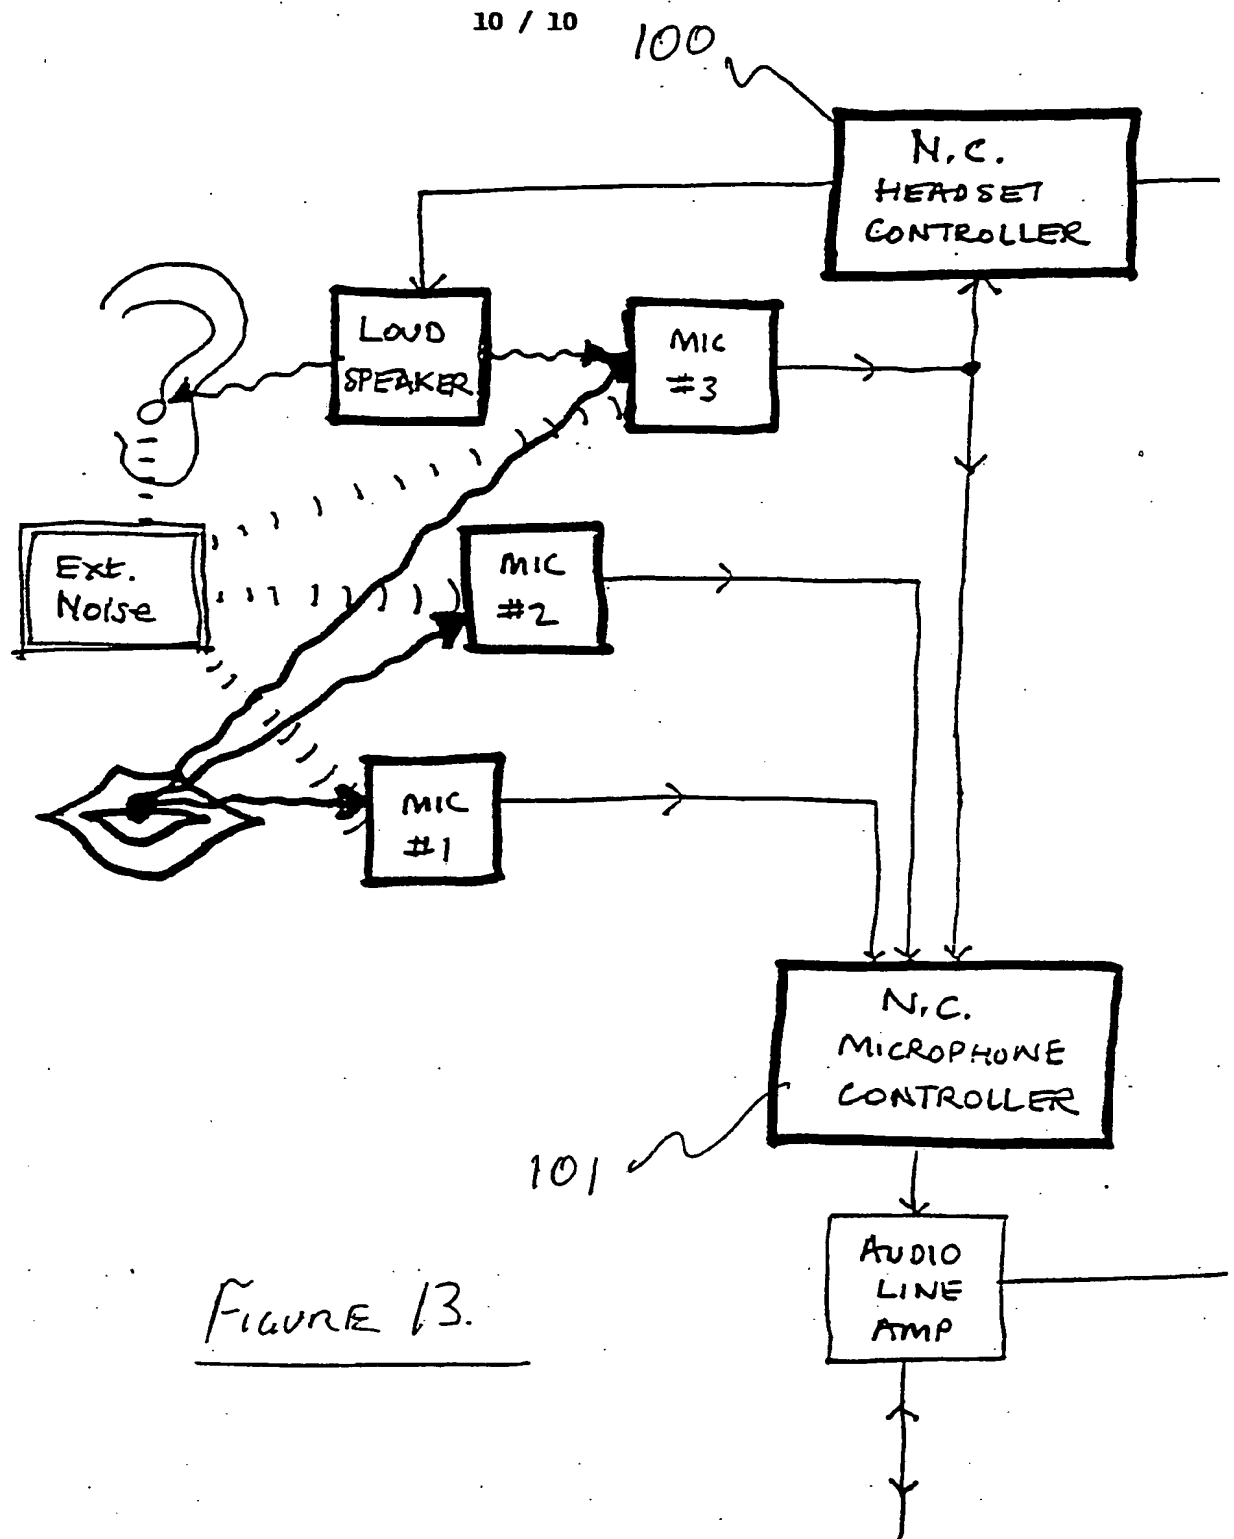 10 / 10
100
N.C.
HEADSET
CONTROLLER
LOUD
SPEAKER
MIC
#3
Ext.
Noise
MIC
#2
MIC
#1
N.C.
MICROPHONE
CONTROLLER
101
AUDIO
LINE
AMP
FIGURE 13.